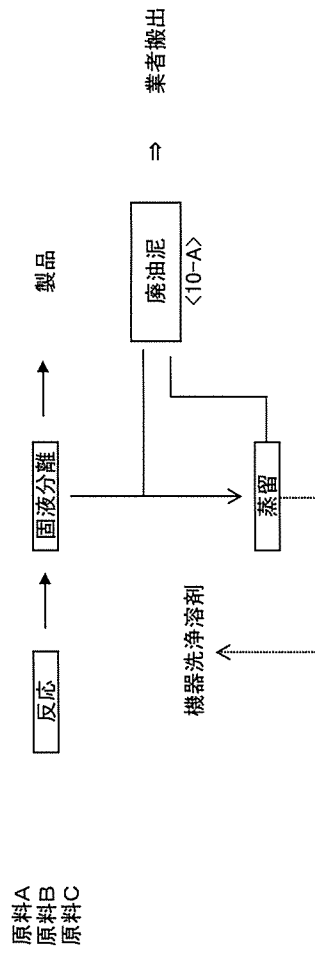 原料A
原料B
原料C
反応
固液分離
製品
機器洗浄溶剤
蒸留
廃油泥
<10-A>
⇒
業者搬出